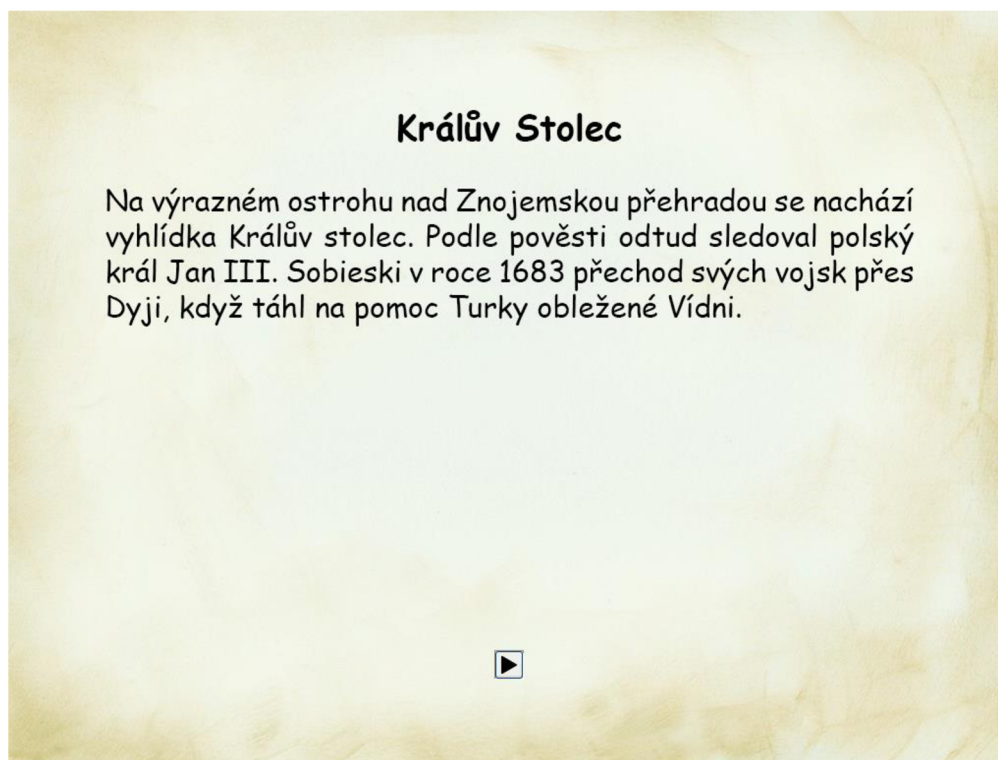 Králův Stolec
Na výrazném ostrohu nad Znojemskou přehradou se nachází
vyhlídka Králův stolec. Podle pověsti odtud sledoval polský
král Jan III. Sobieski v roce 1683 přechod svých vojsk přes
Dyji, když táhl na pomoc Turky obležené Vídni.